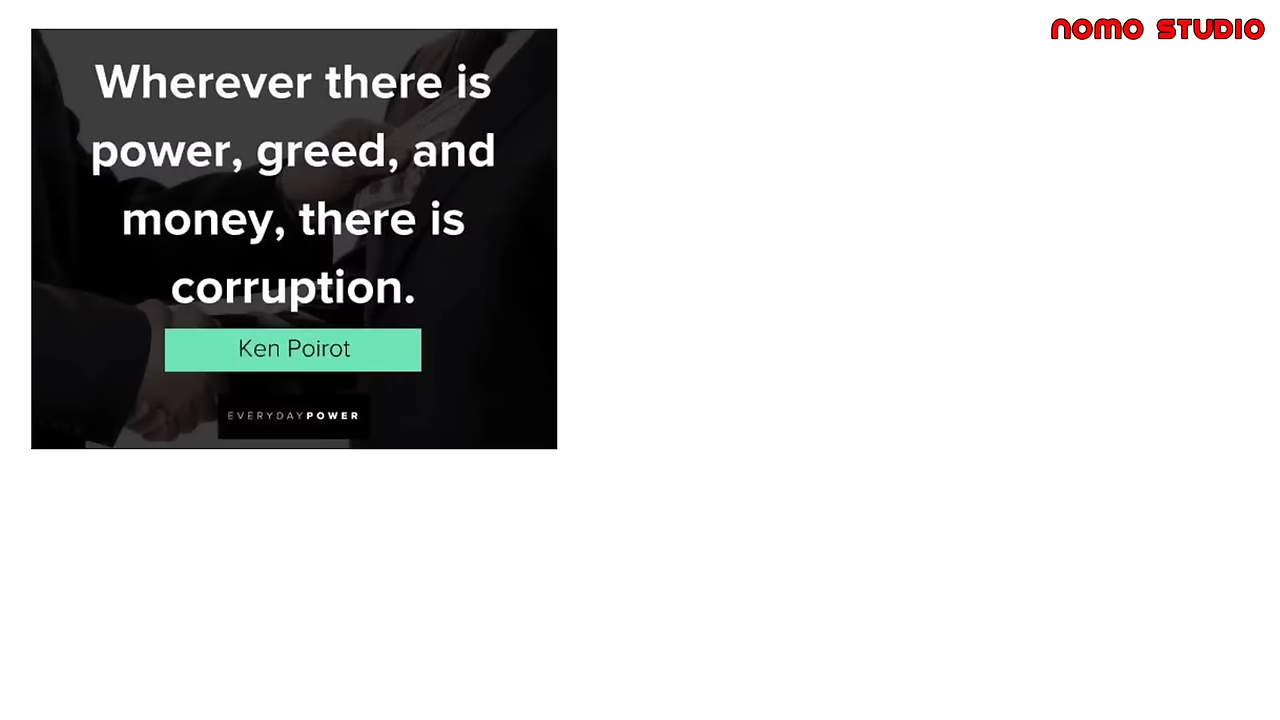 NOMO STUDIO
Wherever there is
power, greed, and
money, there is
corruption.
Ken Poirot
EVERYDAYPOWER